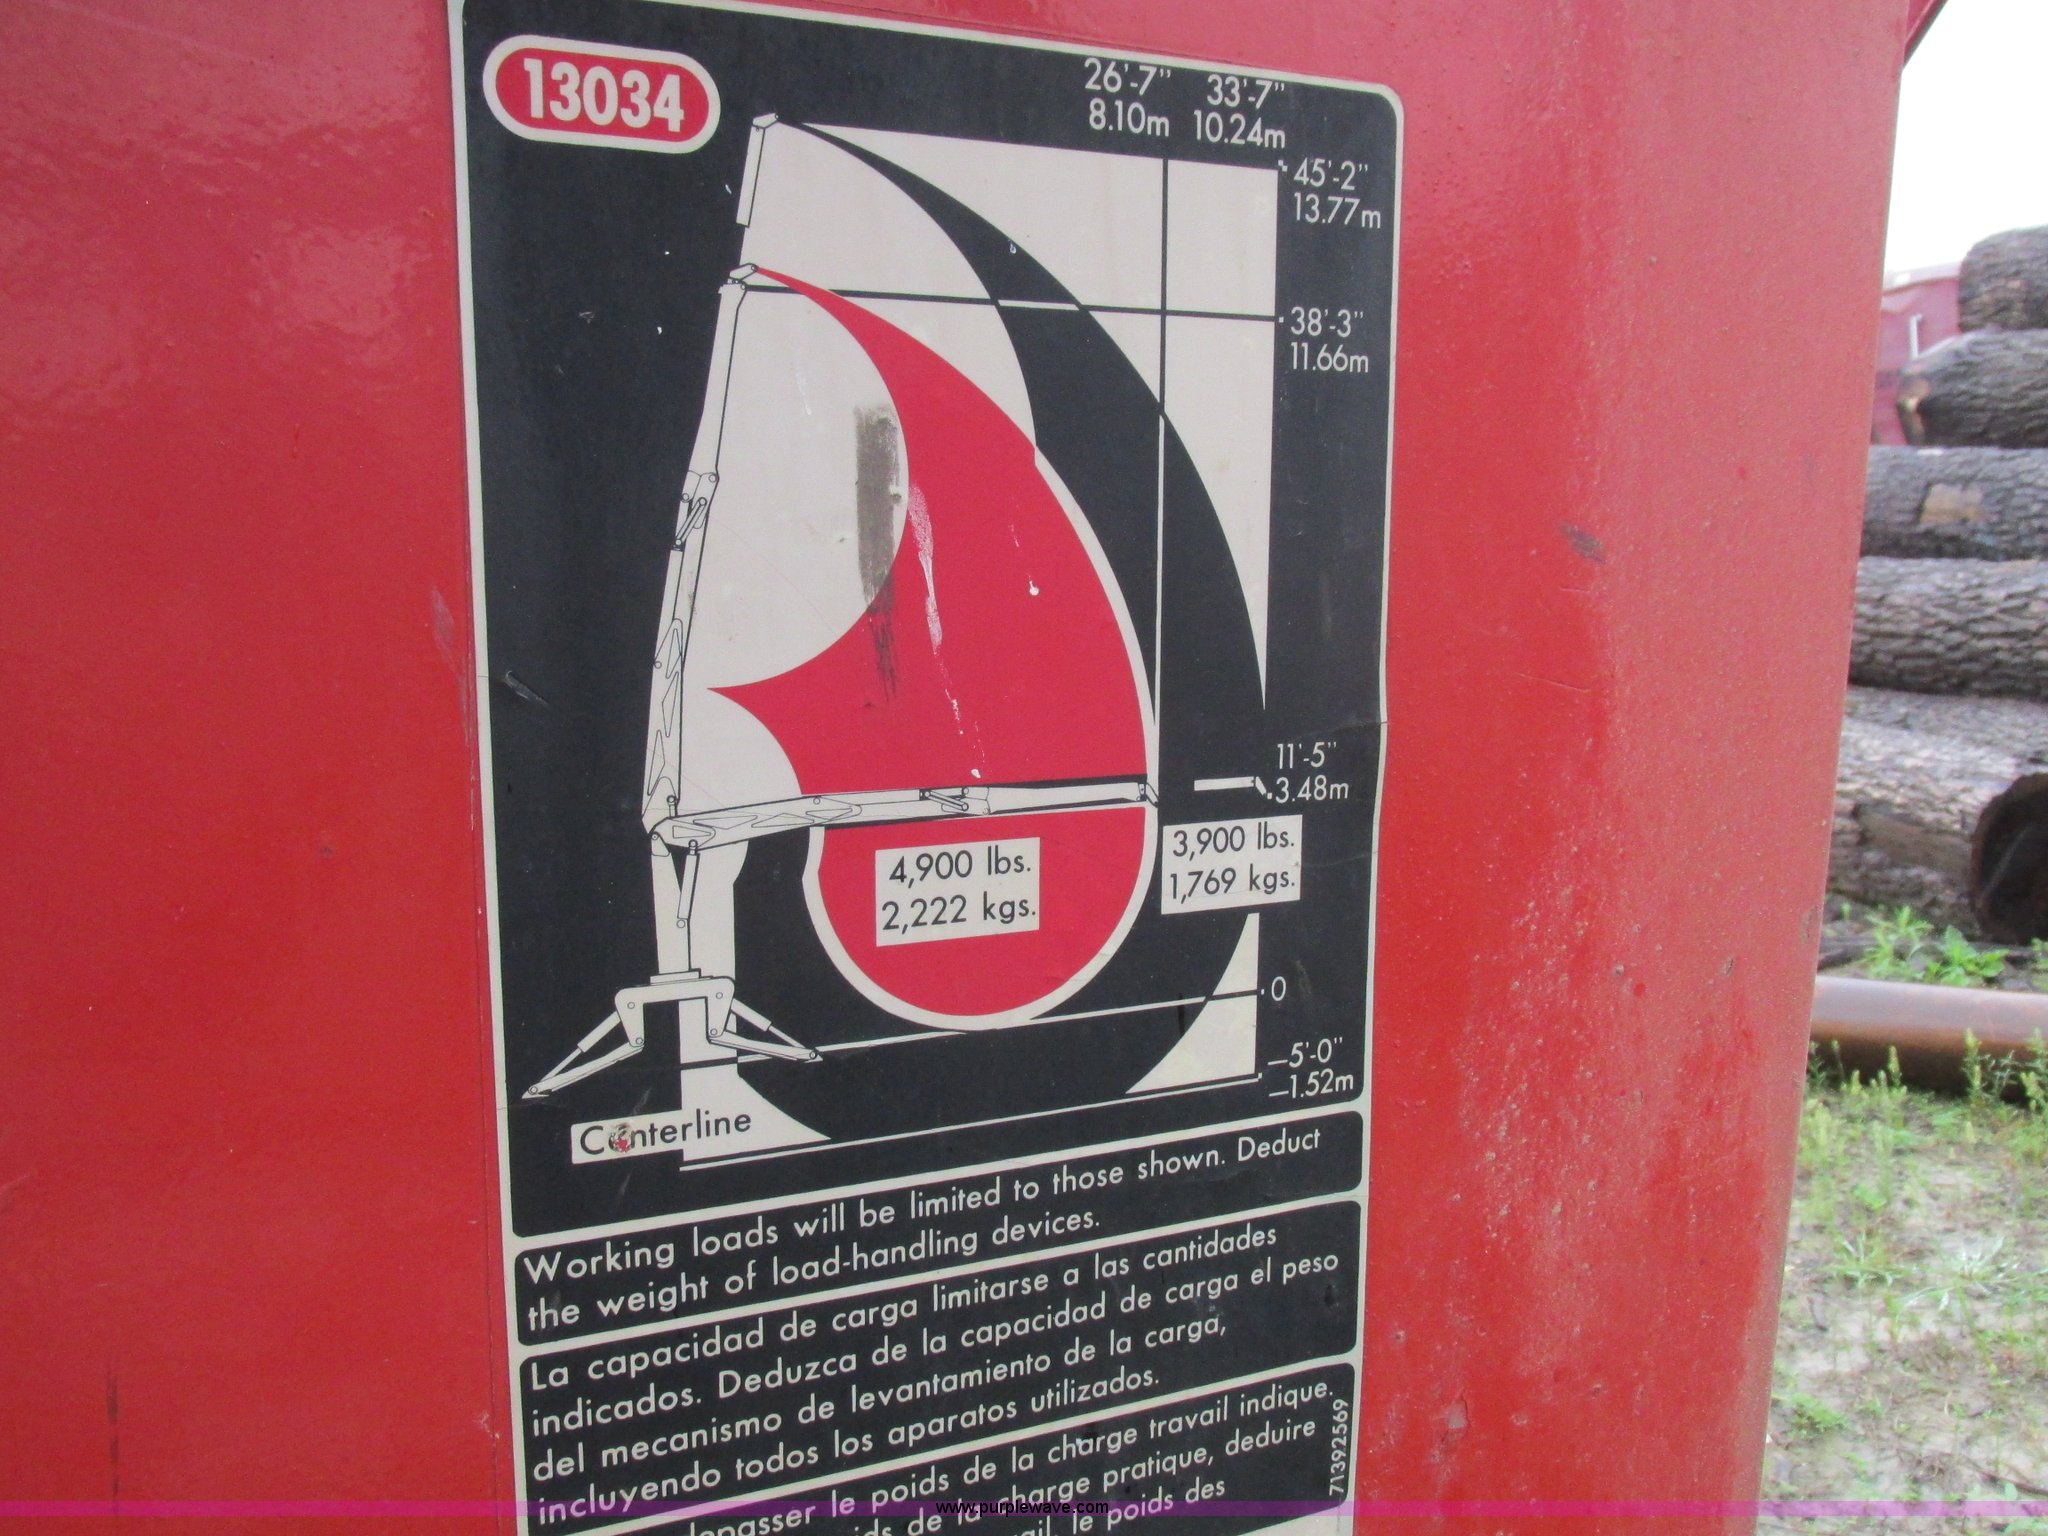 13034
26'-7" 33'-7"
8.10m 10.24m
45'-2"
13.77m
38'-3"
11.66m
11'-5"
3.48m
4,900 lbs.
2,222 kgs.
3,900 lbs.
1,769 kgs.
0
–5'-0"
–1.52m
Centerline
Working loads will be limited to those shown. Deduct
the weight of load-handling devices.
La capacidad de carga limitarse a las cantidades
indicados. Deduzca de la capacidad de carga el peso
del mecanismo de levantamiento de la carga,
incluyendo todos los aparatos utilizados.
le poids de la charge travail indique.
de la charge pratique, deduire
le poids des
71392569
www.purplewave.com